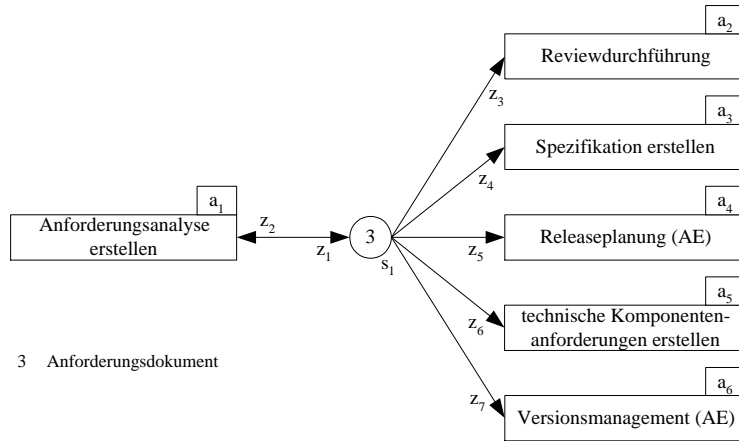 a2
Reviewdurchführung
z3
a3
Spezifikation erstellen
z4
a1
Anforderungsanalyse
erstellen
z2
z1
3
s1
a4
Releaseplanung (AE)
z5
a5
technische Komponenten-
anforderungen erstellen
z6
3 Anforderungsdokument
a6
Versionsmanagement (AE)
z7